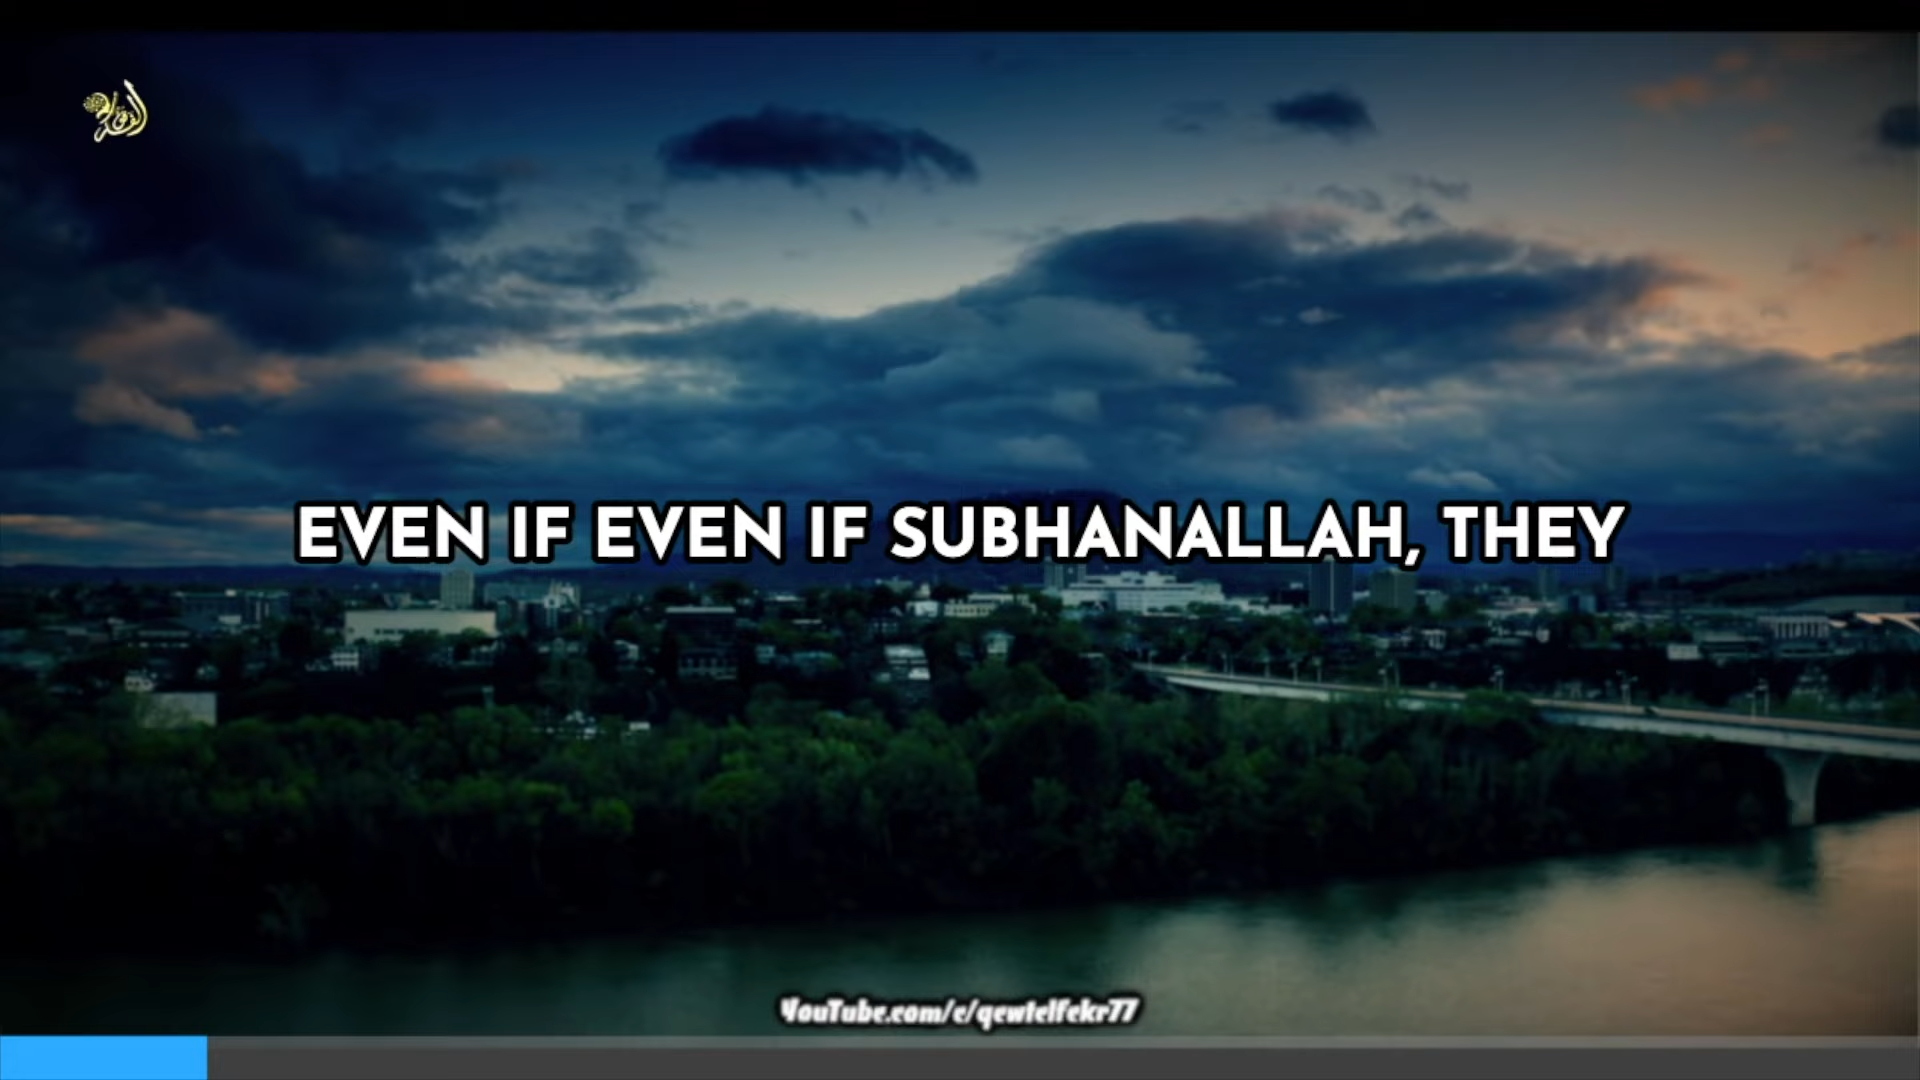 EVEN IF EVEN IF SUBHANALLAH, THEY
YouTube.com/c/qewtelfekr77